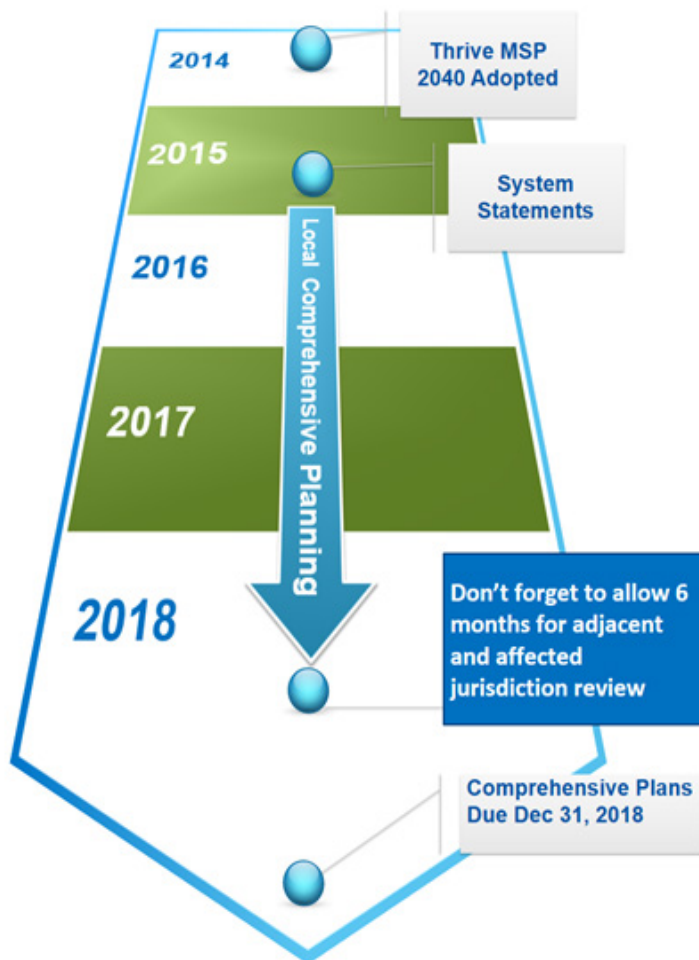 2014
Thrive MSP
2040 Adopted
2015
System
Statements
2016
Local Comprehensive Planning
2017
2018
Don’t forget to allow 6
months for adjacent
and affected
jurisdiction review
Comprehensive Plans
Due Dec 31, 2018